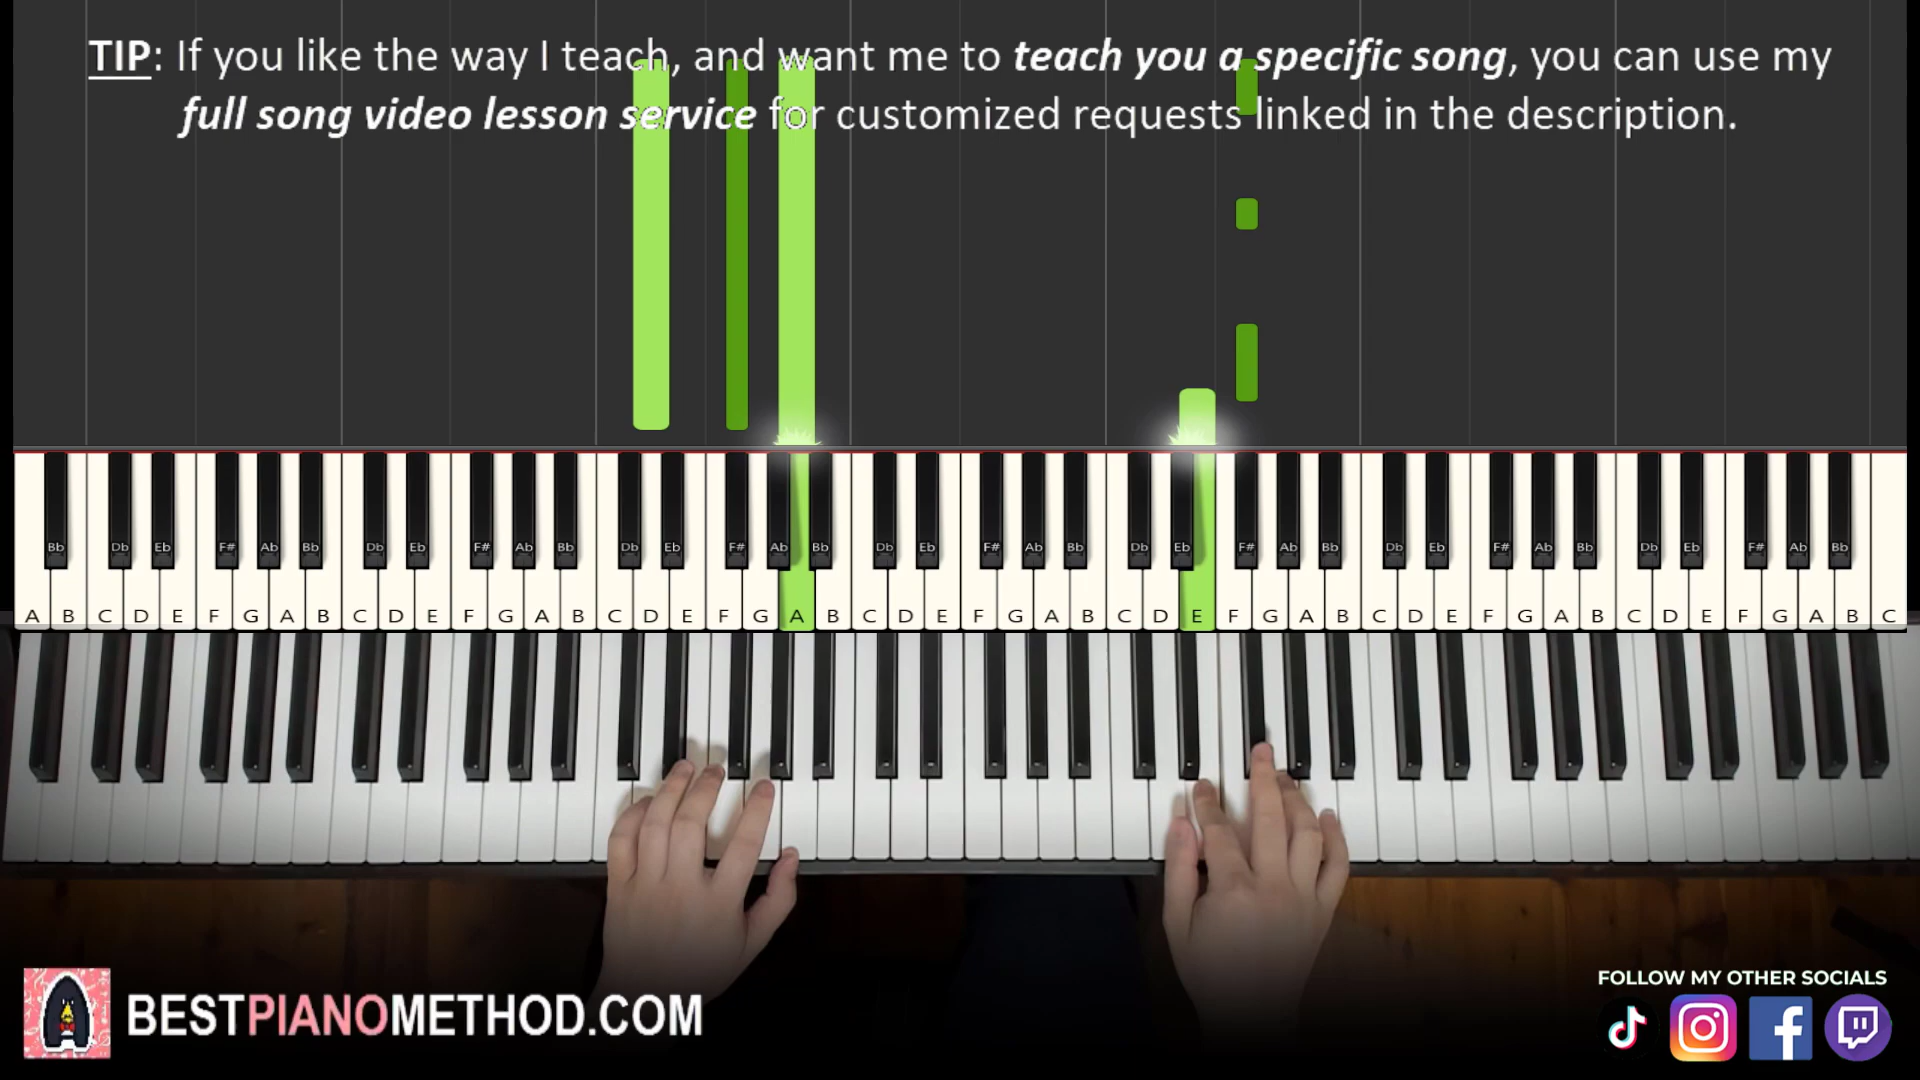 TIP: If you like the way I teach, and want me to teach you a specific song, you can use my
full song video lesson service for customized requests linked in the description.
Bb Db Eb F# Ab Bb Db Eb F# Ab Bb Db Eb F# Ab Bb Db Eb F# Ab Bb Db Eb F# Ab Bb Db Eb F# Ab Bb Db Eb F# Ab Bb
A B C D E F G A B C D E F G A B C D E F G A B C D E F G A B C D E F G A B C D E F G A B C D E F G A B C
FOLLOW MY OTHER SOCIALS
BESTPIANOMETHOD.COM